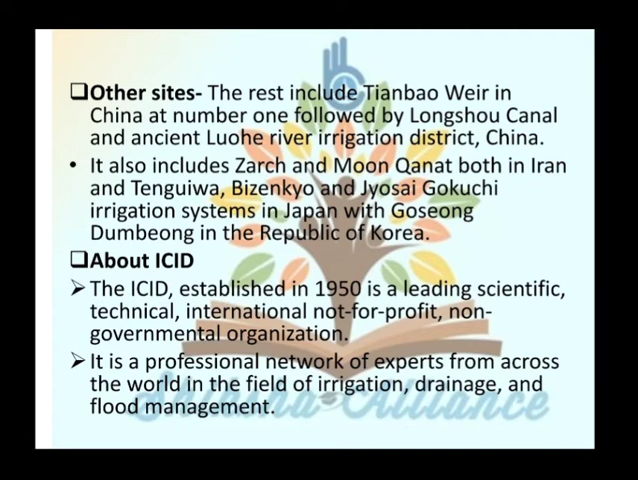 ❑Other sites- The rest include Tianbao Weir in
China at number one followed by Longshou Canal
and ancient Luohe river irrigation district, China.
• It also includes Zarch and Moon Qanat both in Iran
and Tenguiwa, Bizenkyo and Jyosai Gokuchi
irrigation systems in Japan with Goseong
Dumbeong in the Republic of Korea.
❑About ICID
➢The ICID, established in 1950 is a leading scientific,
technical, international not-for-profit, non-
governmental organization.
➢It is a professional network of experts from across
the world in the field of irrigation, drainage, and
flood management.
Alliance